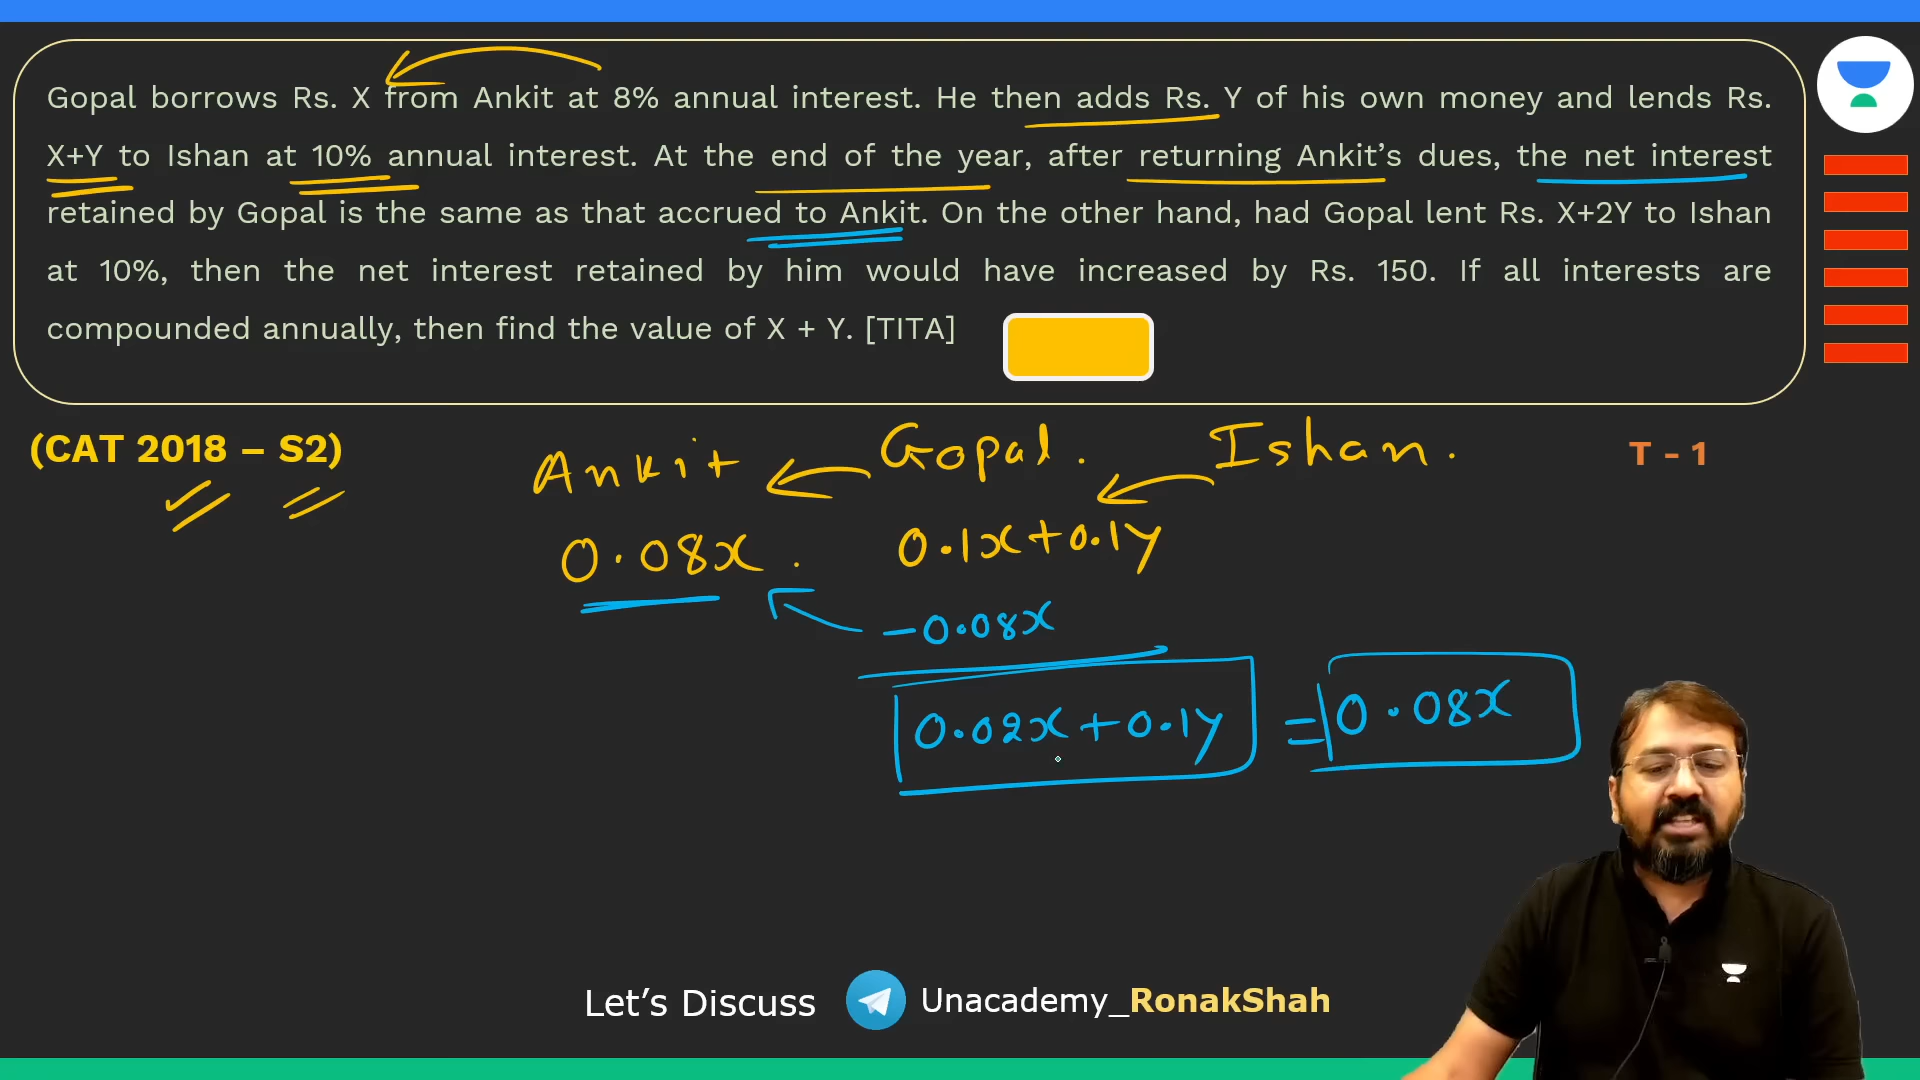 Gopal borrows Rs. X from Ankit at 8% annual interest. He then adds Rs. Y of his own money and lends Rs.
X+Y to Ishan at 10% annual interest. At the end of the year, after returning Ankit’s dues, the net interest
retained by Gopal is the same as that accrued to Ankit. On the other hand, had Gopal lent Rs. X+2Y to Ishan
at 10%, then the net interest retained by him would have increased by Rs. 150. If all interests are
compounded annually, then find the value of X + Y. [TITA]
(CAT 2018 – S2)
Ankit Gopal. Ishan.
T - 1
0.08x. 0.1x+0.1y
-0.08x
0.02x+0.1y = 0.08x
Let’s Discuss Unacademy_RonakShah